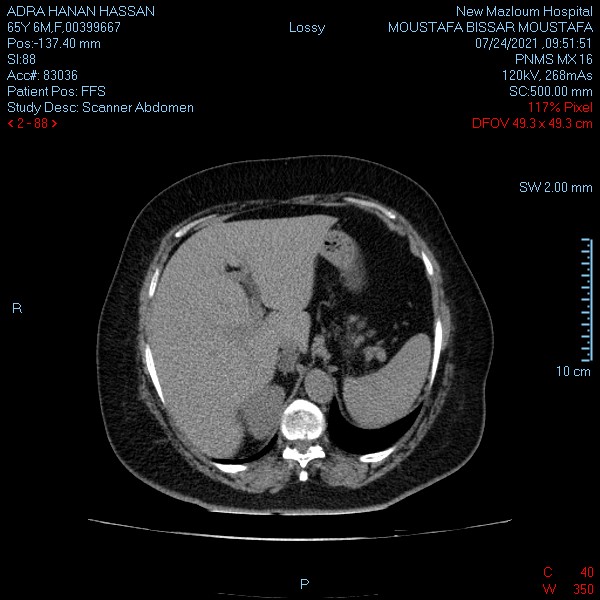 ADRA HANAN HASSAN
65Y 6M,F,00399667
Pos:-137.40 mm
SI:88
Acc#: 83036
Patient Pos: FFS
Study Desc: Scanner Abdomen
< 2 - 88 >
Lossy
New Mazloum Hospital
MOUSTAFA BISSAR MOUSTAFA
07/24/2021 ,09:51:51
PNMS MX 16
120kV, 268mAs
SC:500.00 mm
117% Pixel
DFOV 49.3 x 49.3 cm
SW 2.00 mm
R
10 cm
P
C 40
W 350